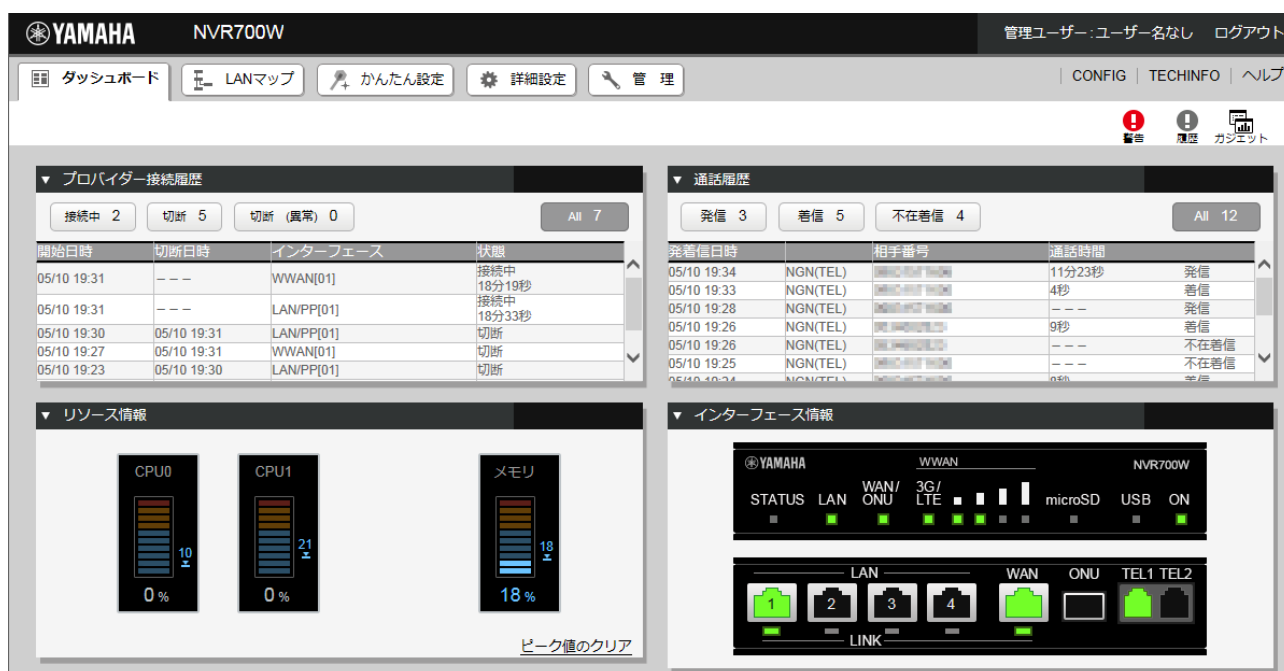 YAMAHA NVR700W 管理ユーザー:ユーザー名なし ログアウト
ダッシュボード LANマップ かんたん設定 詳細設定 管 理 CONFIG TECHINFO ヘルプ
警告 履歴 ガジェット
▼ プロバイダー接続履歴
接続中 2 切断 5 切断 (異常) 0 All 7
開始日時 切断日時 インターフェース 状態
05/10 19:31 – – – WWAN[01] 接続中
18分19秒
05/10 19:31 – – – LAN/PP[01] 接続中
18分33秒
05/10 19:30 05/10 19:31 LAN/PP[01] 切断
05/10 19:27 05/10 19:31 WWAN[01] 切断
05/10 19:23 05/10 19:30 LAN/PP[01] 切断
▼ 通話履歴
発信 3 着信 5 不在着信 4 All 12
発着信日時 相手番号 通話時間
05/10 19:34 NGN(TEL) 11分23秒 発信
05/10 19:33 NGN(TEL) 4秒 着信
05/10 19:28 NGN(TEL) – – – 発信
05/10 19:26 NGN(TEL) 9秒 着信
05/10 19:26 NGN(TEL) – – – 不在着信
05/10 19:25 NGN(TEL) – – – 不在着信
05/10 19:24 NGN(TEL) 着信
▼ リソース情報
CPU0 CPU1 メモリ
10 21 18
0 % 0 % 18 %
ピーク値のクリア
▼ インターフェース情報
YAMAHA WWAN NVR700W
STATUS LAN WAN/ONU 3G/LTE microSD USB ON
LAN WAN ONU TEL1 TEL2
1 2 3 4
LINK